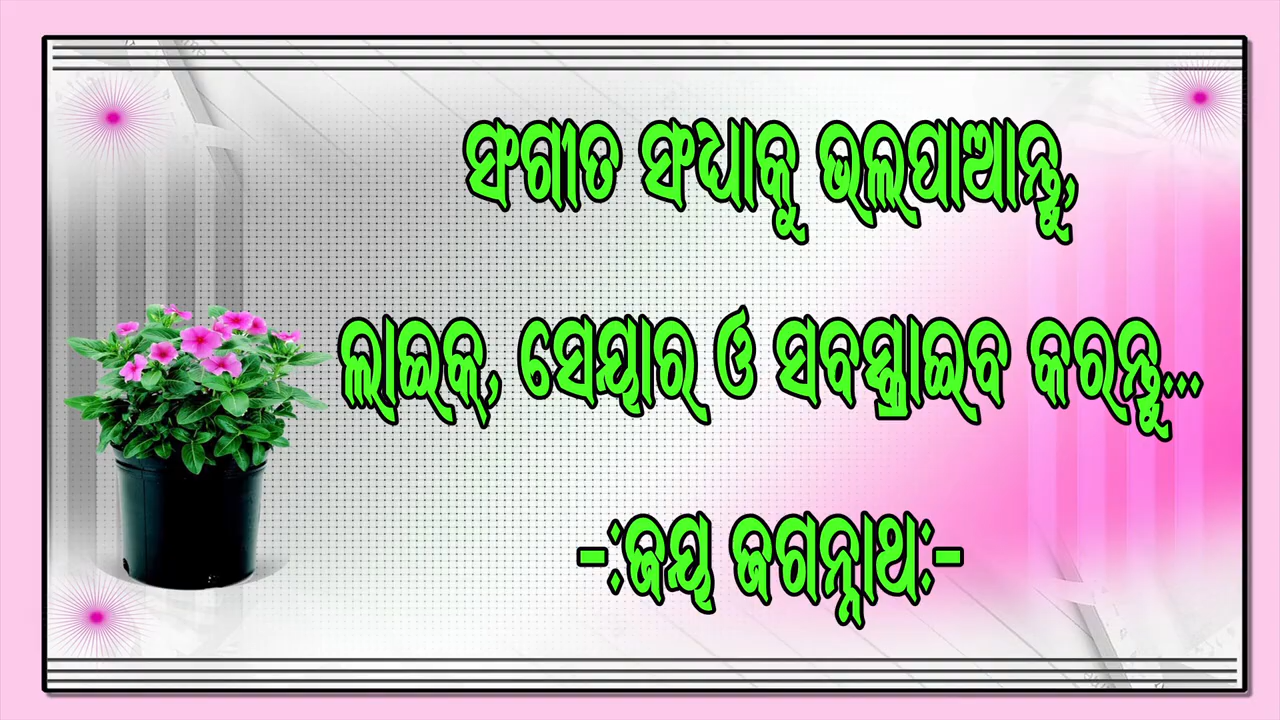 ସଂଗୀତ ସଂଧ୍ୟାକୁ ଭଲପାଆନ୍ତୁ,
ଲାଇକ୍, ସେୟାର ଓ ସବସ୍କ୍ରାଇବ କରନ୍ତୁ...
-:ଜୟ ଜଗନ୍ନାଥ:-